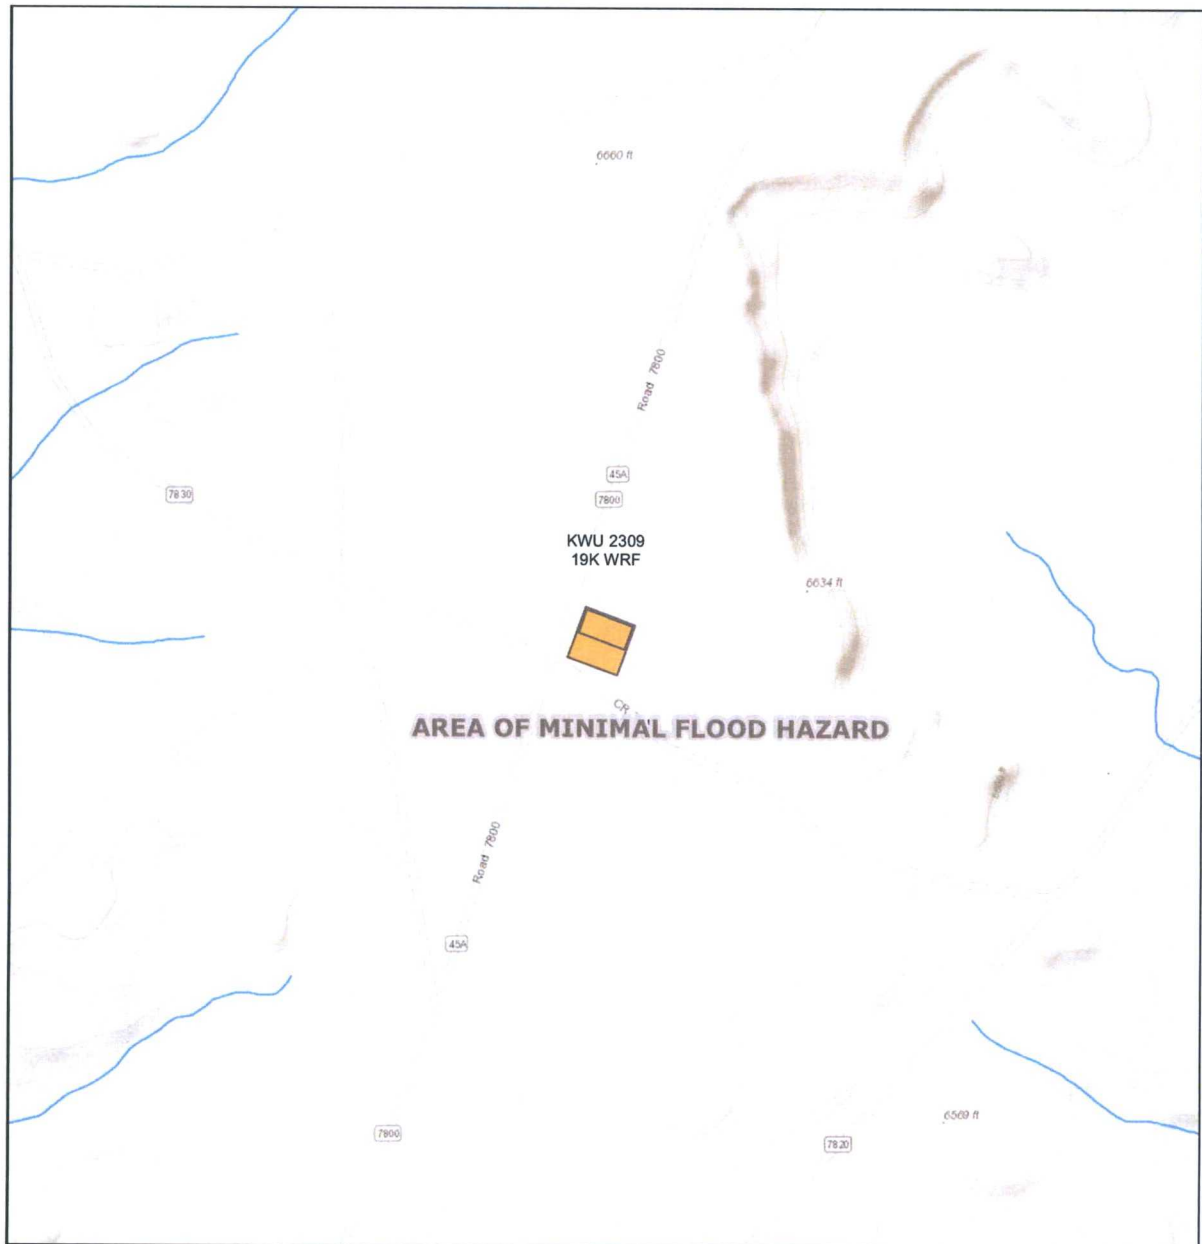 6660 ft
Road 7800
45A
7830
7800
KWU 2309
19K WRF
6634 ft
CR
AREA OF MINIMAL FLOOD HAZARD
Road 7800
45A
6569 ft
7800
7820